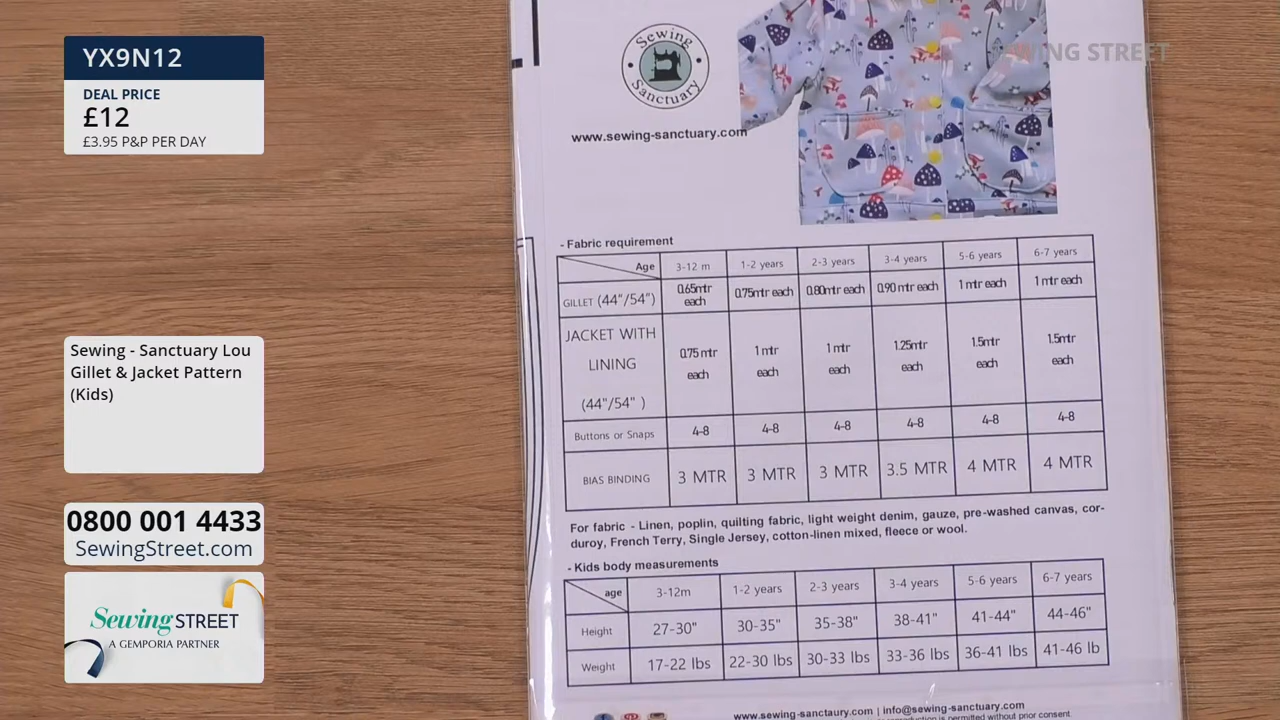 YX9N12
DEAL PRICE
£12
£3.95 P&P PER DAY
Sewing - Sanctuary Lou
Gillet & Jacket Pattern
(Kids)
0800 001 4433
SewingStreet.com
Sewing STREET
A GEMPORIA PARTNER
SEWING STREET
Sewing
Sanctuary
www.sewing-sanctuary.com
- Fabric requirement
Age 3-12 m 1-2 years 2-3 years 3-4 years 5-6 years 6-7 years
GILLET (44"/54") 0.65mtr each 0.75mtr each 0.80mtr each 0.90 mtr each 1 mtr each 1 mtr each
JACKET WITH LINING (44"/54" ) 0.75 mtr each 1 mtr each 1 mtr each 1.25mtr each 1.5mtr each 1.5mtr each
Buttons or Snaps 4-8 4-8 4-8 4-8 4-8 4-8
BIAS BINDING 3 MTR 3 MTR 3 MTR 3.5 MTR 4 MTR 4 MTR
For fabric - Linen, poplin, quilting fabric, light weight denim, gauze, pre-washed canvas, cor-
duroy, French Terry, Single Jersey, cotton-linen mixed, fleece or wool.
- Kids body measurements
age 3-12m 1-2 years 2-3 years 3-4 years 5-6 years 6-7 years
Height 27-30" 30-35" 35-38" 38-41" 41-44" 44-46"
Weight 17-22 lbs 22-30 lbs 30-33 lbs 33-36 lbs 36-41 lbs 41-46 lb
www.sewing-sanctaury.com | info@sewing-sanctuary.com
is permitted without prior consent.